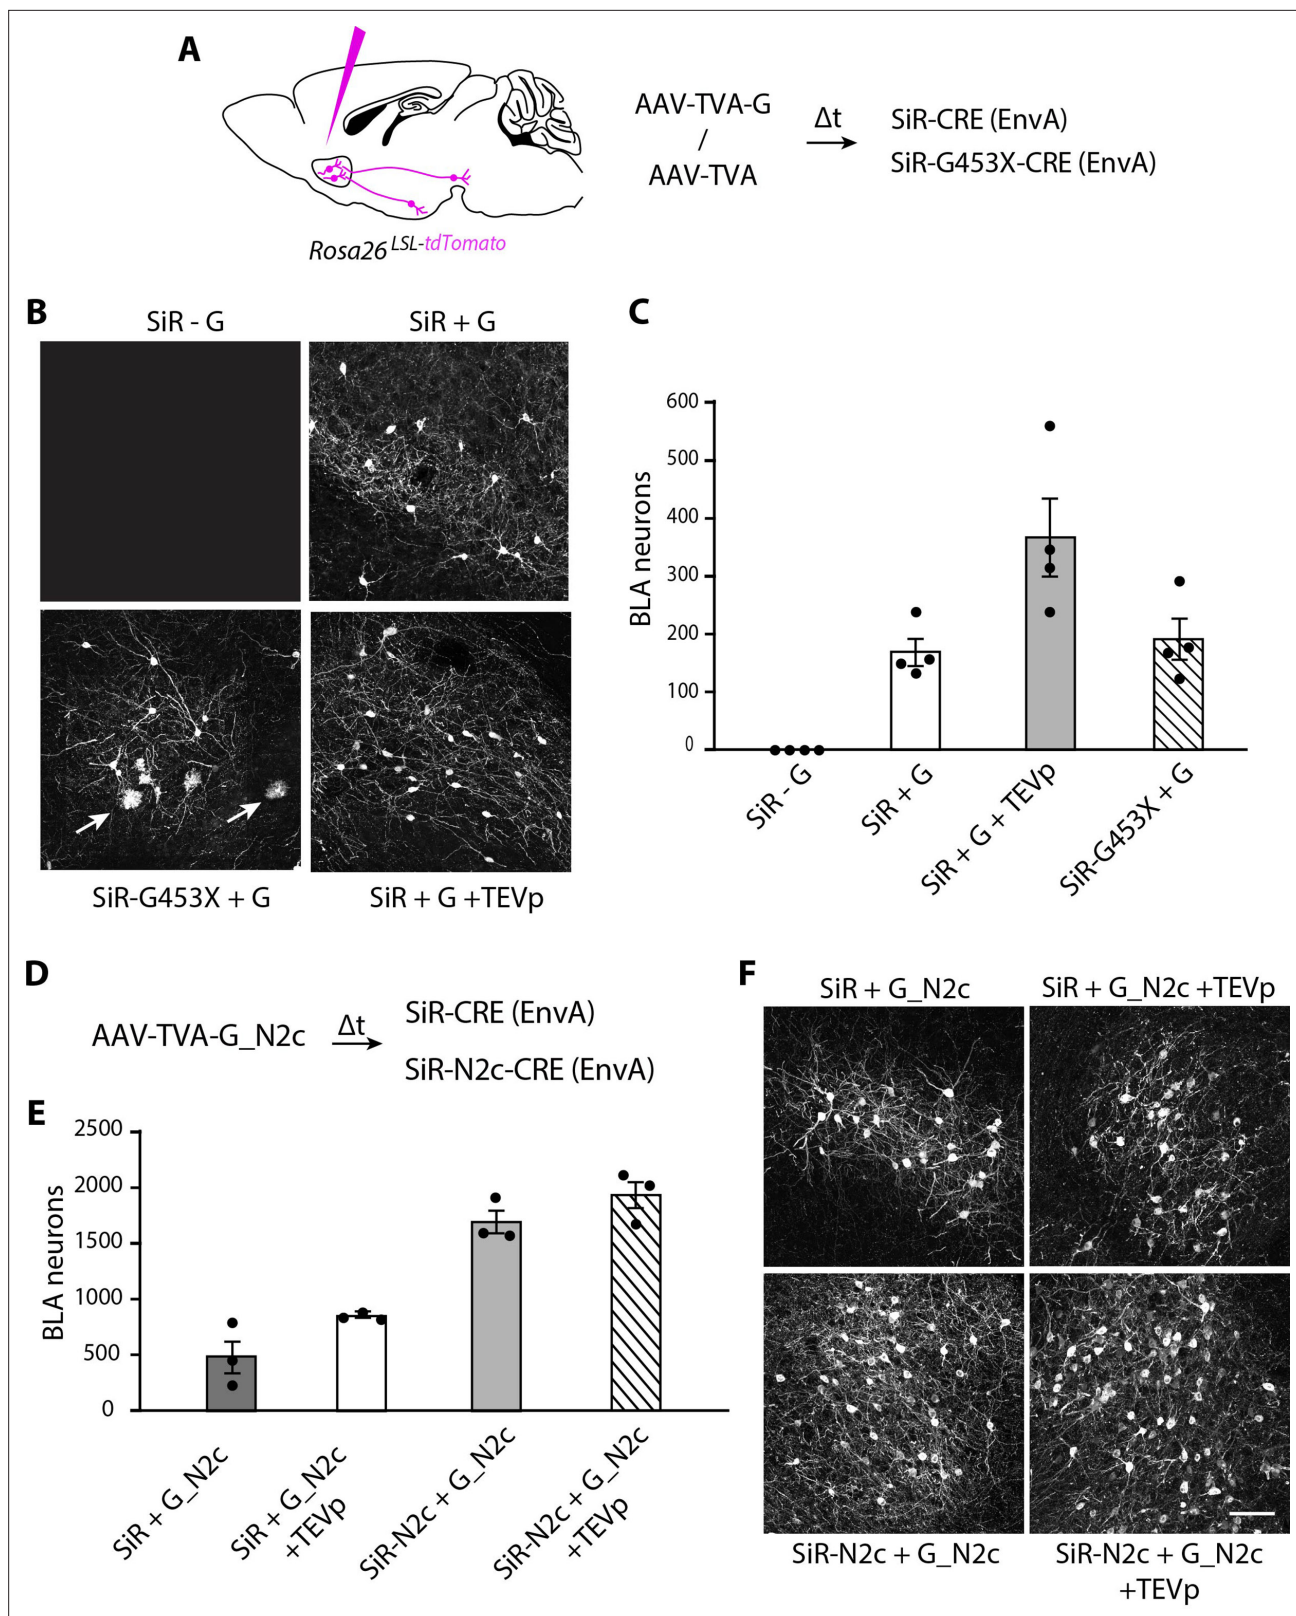 A
AAV-TVA-G
/
AAV-TVA
Δt
SiR-CRE (EnvA)
SiR-G453X-CRE (EnvA)
Rosa26 LSL-tdTomato
B
SiR - G
SiR + G
SiR-G453X + G
SiR + G +TEVp
C
600
500
400
300
200
100
0
BLA neurons
SiR - G
SiR + G
SiR + G + TEVp
SiR-G453X + G
D
AAV-TVA-G_N2c
Δt
SiR-CRE (EnvA)
SiR-N2c-CRE (EnvA)
E
2500
2000
1500
1000
500
0
BLA neurons
SiR + G_N2c
SiR + G_N2c
+TEVp
SiR-N2c + G_N2c
SiR-N2c + G_N2c
+TEVp
F
SiR + G_N2c
SiR + G_N2c +TEVp
SiR-N2c + G_N2c
SiR-N2c + G_N2c
+TEVp